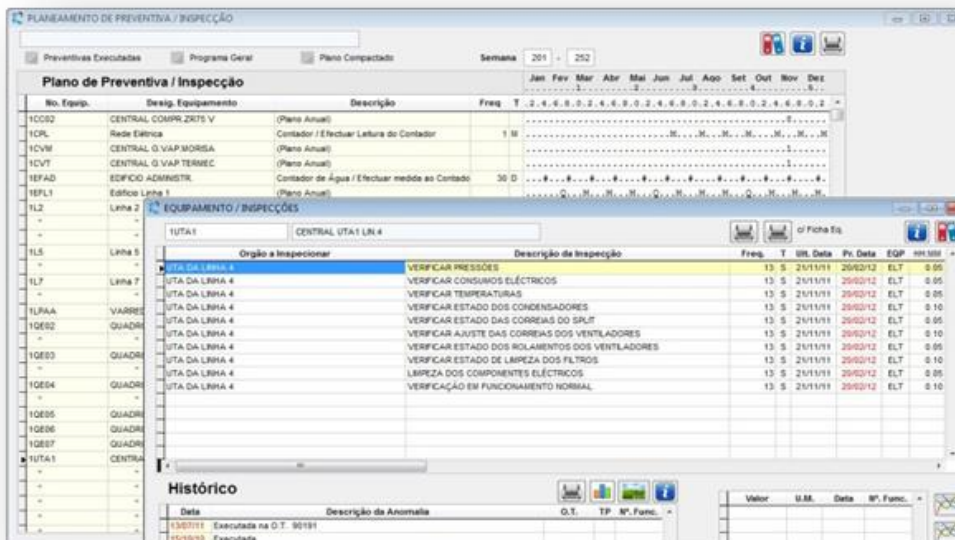 PLANEAMENTO DE PREVENTIVA / INSPECÇÃO
Preventivas Executadas Programa Geral Plano Compactado Semana 201 - 252
Plano de Preventiva / Inspecção Jan Fev Mar Abr Mai Jun Jul Ago Set Out Nov Dez
No. Equip. Desig. Equipamento Descrição Freq T
1CC02 CENTRAL COMPR.ZR75 V (Plano Anual)
1CPL Rede Elétrica Contador / Efectuar Leitura do Contador 1 M
1CVM CENTRAL G.VAP.MORISA (Plano Anual)
1CVT CENTRAL G.VAP.TERMEC (Plano Anual)
1EFAD EDIFICIO ADMINISTR. Contador de Água / Efectuar medida ao Contado 30 D
1EFL1 Edificio Linha 1 (Plano Anual)
1L2 Linha 2
1L5 Linha 5
1L7 Linha 7
1LPAA
1QE02 QUADR
1QE03 QUADR
1QE04 QUADR
1QE05 QUADR
1QE06 QUADR
1QE07 QUADR
1UTA1 CENTRA
EQUIPAMENTO / INSPECÇÕES
1UTA1 CENTRAL UTA1 LIN.4 c/ Ficha Eq.
Orgão a Inspecionar Descrição da Inspecção Freq. T Ult. Data Pr. Data EQP HH:MM
UTA DA LINHA 4 VERIFICAR PRESSÕES 13 S 21/11/11 20/02/12 ELT 0.05
UTA DA LINHA 4 VERIFICAR CONSUMOS ELÉCTRICOS 13 S 21/11/11 20/02/12 ELT 0.05
UTA DA LINHA 4 VERIFICAR TEMPERATURAS 13 S 21/11/11 20/02/12 ELT 0.05
UTA DA LINHA 4 VERIFICAR ESTADO DOS CONDENSADORES 13 S 21/11/11 20/02/12 ELT 0.10
UTA DA LINHA 4 VERIFICAR ESTADO DAS CORREIAS DO SPLIT 13 S 21/11/11 20/02/12 ELT 0.05
UTA DA LINHA 4 VERIFICAR AJUSTE DAS CORREIAS DOS VENTILADORES 13 S 21/11/11 20/02/12 ELT 0.10
UTA DA LINHA 4 VERIFICAR ESTADO DOS ROLAMENTOS DOS VENTILADORES 13 S 21/11/11 20/02/12 ELT 0.05
UTA DA LINHA 4 VERIFICAR ESTADO DE LIMPEZA DOS FILTROS 13 S 21/11/11 20/02/12 ELT 0.10
UTA DA LINHA 4 LIMPEZA DOS COMPONENTES ELÉCTRICOS 13 S 21/11/11 20/02/12 ELT 0.05
UTA DA LINHA 4 VERIFICAÇÃO EM FUNCIONAMENTO NORMAL 13 S 21/11/11 20/02/12 ELT 0.10
Histórico
Data Descrição da Anomalia O.T. TP Nº. Func. Valor U.M. Data Nº. Func.
13/07/11 Executada na O.T. 90191
15/10/10 Executada